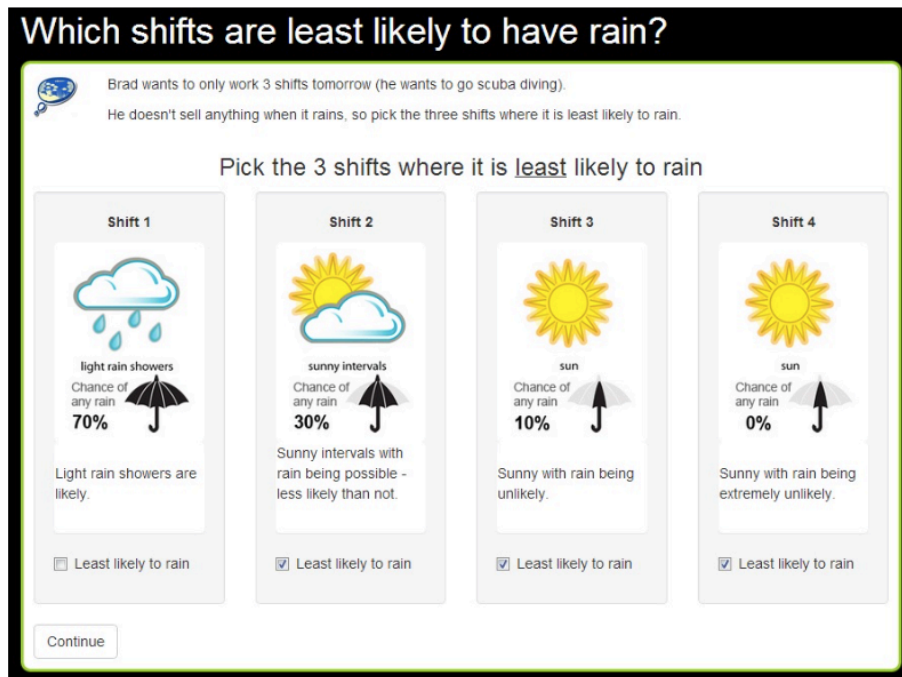 Which shifts are least likely to have rain?
Brad wants to only work 3 shifts tomorrow (he wants to go scuba diving).
He doesn't sell anything when it rains, so pick the three shifts where it is least likely to rain.
Pick the 3 shifts where it is least likely to rain
Shift 1
light rain showers
Chance of
any rain
70%
Light rain showers are
likely.
Least likely to rain
Shift 2
sunny intervals
Chance of
any rain
30%
Sunny intervals with
rain being possible -
less likely than not.
Least likely to rain
Shift 3
sun
Chance of
any rain
10%
Sunny with rain being
unlikely.
Least likely to rain
Shift 4
sun
Chance of
any rain
0%
Sunny with rain being
extremely unlikely.
Least likely to rain
Continue